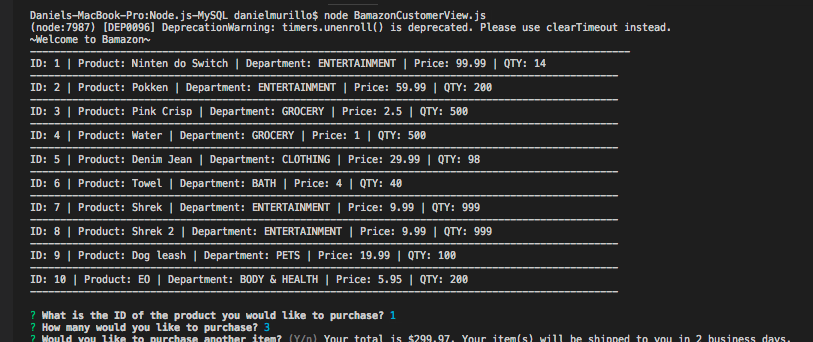 Daniels-MacBook-Pro:Node.js-MySQL danielmurillo$ node BamazonCustomerView.js
(node:7987) [DEP0096] DeprecationWarning: timers.unenroll() is deprecated. Please use clearTimeout instead.
~Welcome to Bamazon~
ID: 1 | Product: Ninten do Switch | Department: ENTERTAINMENT | Price: 99.99 | QTY: 14
ID: 2 | Product: Pokken | Department: ENTERTAINMENT | Price: 59.99 | QTY: 200
ID: 3 | Product: Pink Crisp | Department: GROCERY | Price: 2.5 | QTY: 500
ID: 4 | Product: Water | Department: GROCERY | Price: 1 | QTY: 500
ID: 5 | Product: Denim Jean | Department: CLOTHING | Price: 29.99 | QTY: 98
ID: 6 | Product: Towel | Department: BATH | Price: 4 | QTY: 40
ID: 7 | Product: Shrek | Department: ENTERTAINMENT | Price: 9.99 | QTY: 999
ID: 8 | Product: Shrek 2 | Department: ENTERTAINMENT | Price: 9.99 | QTY: 999
ID: 9 | Product: Dog leash | Department: PETS | Price: 19.99 | QTY: 100
ID: 10 | Product: EO | Department: BODY & HEALTH | Price: 5.95 | QTY: 200
? What is the ID of the product you would like to purchase? 1
? How many would you like to purchase? 3
? Would you like to purchase another item? (Y/n) Your total is $299.97. Your item(s) will be shipped to you in 2 business days.